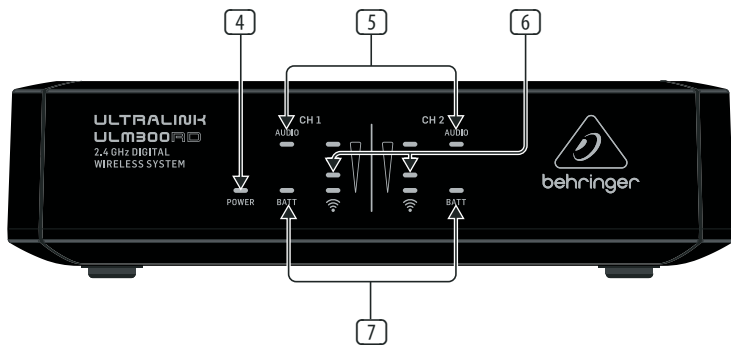 4
5
6
CH 1
CH 2
AUDIO
AUDIO
ULTRALINK
ULM300RD
2.4 GHz DIGITAL
WIRELESS SYSTEM
behringer
POWER
BATT
BATT
7